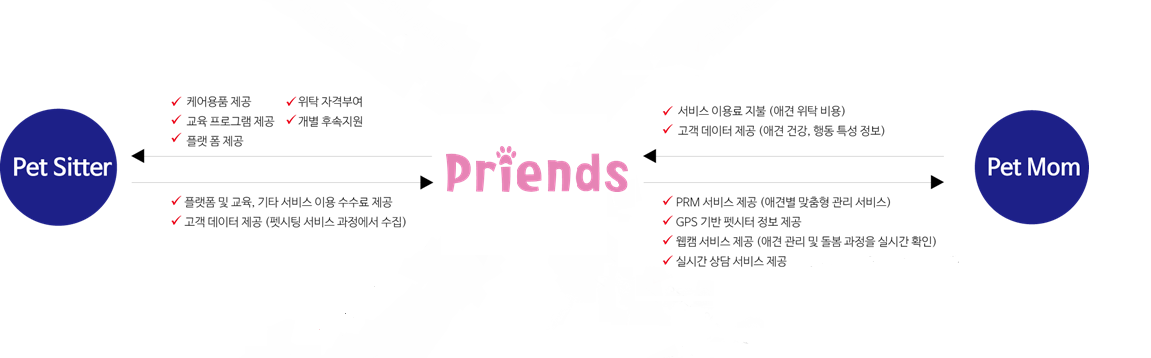 케어용품 제공
위탁 자격부여
교육 프로그램 제공
개별 후속지원
플랫 폼 제공
Pet Sitter
플랫폼 및 교육, 기타 서비스 이용 수수료 제공
고객 데이터 제공 (펫시팅 서비스 과정에서 수집)
Priends
서비스 이용료 지불 (애견 위탁 비용)
고객 데이터 제공 (애견 건강, 행동 특성 정보)
Pet Mom
PRM 서비스 제공 (애견별 맞춤형 관리 서비스)
GPS 기반 펫시터 정보 제공
웹캠 서비스 제공 (애견 관리 및 돌봄 과정을 실시간 확인)
실시간 상담 서비스 제공